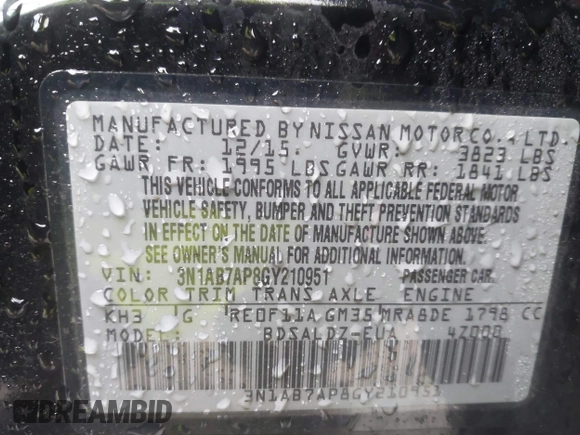 MANUFACTURED BY NISSAN MOTOR CO., LTD.
DATE: 12/15 GVWR: 3823 LBS
GAWR FR: 1995 LBS GAWR RR: 1841 LBS
THIS VEHICLE CONFORMS TO ALL APPLICABLE FEDERAL MOTOR
VEHICLE SAFETY, BUMPER AND THEFT PREVENTION STANDARDS
IN EFFECT ON THE DATE OF MANUFACTURE SHOWN ABOVE.
SEE OWNER'S MANUAL FOR ADDITIONAL INFORMATION.
VIN: 3N1AB7AP8GY210951 PASSENGER CAR
COLOR TRIM TRANS AXLE ENGINE
KH3 G RE0F11A GM35 MRA8DE 1798 CC
MODEL: BDSALDZ-EUA 47000
3N1AB7AP8GY210951
DREAMBID